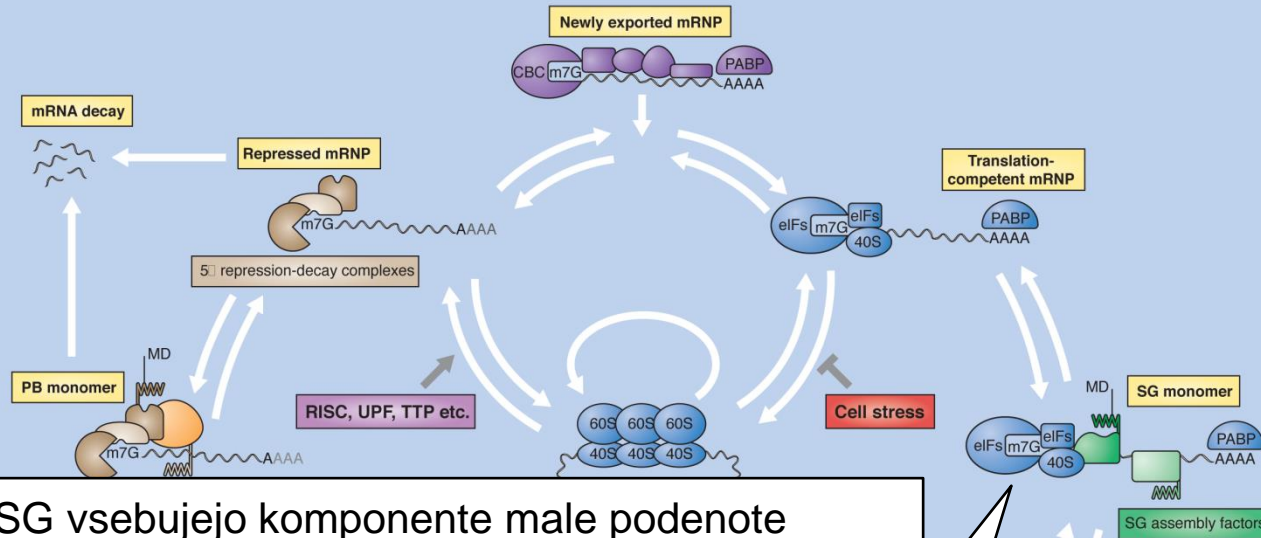 Newly exported mRNP
CBC m7G PABP
AAAA
mRNA decay
Repressed mRNP
m7G AAAA
5□ repression-decay complexes
Translation-
competent mRNP
eIFs m7G eIFs 40S PABP
AAAA
MD
PB monomer
m7G AAAA
RISC, UPF, TTP etc.
60S 60S 60S
40S 40S 40S
Cell stress
MD
SG monomer
eIFs m7G eIFs 40S PABP
AAAA
SG assembly factors
SG vsebujejo komponente male podenote